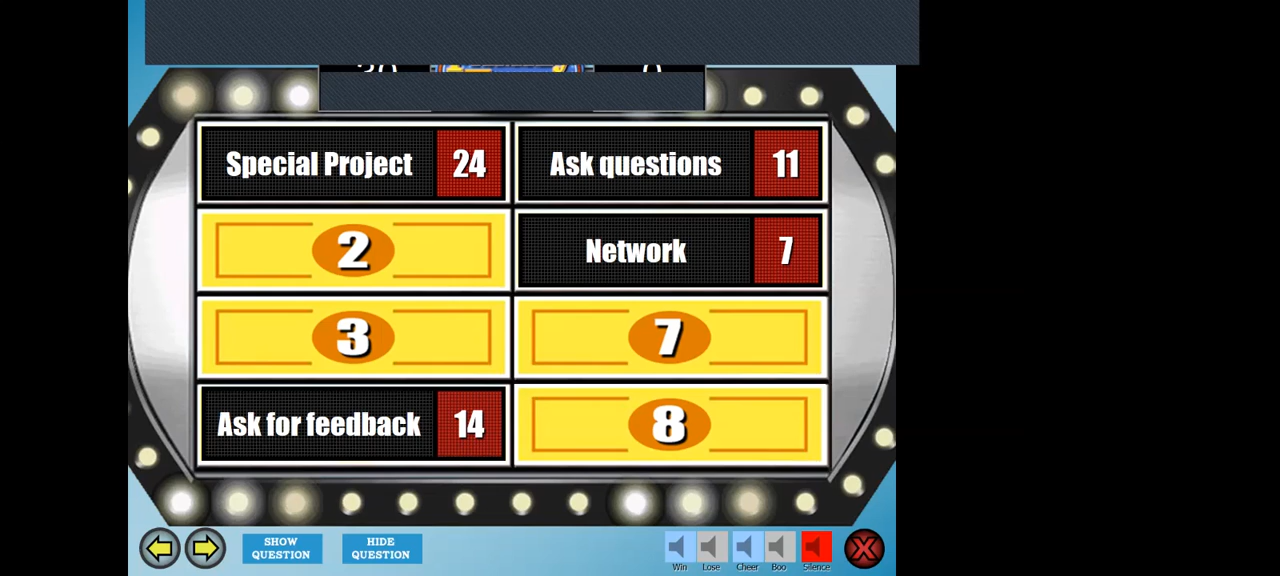 Special Project 24
Ask questions 11
2
Network 7
3
7
Ask for feedback 14
8
SHOW QUESTION
HIDE QUESTION
Win
Lose
Cheer
Boo
Silence
X